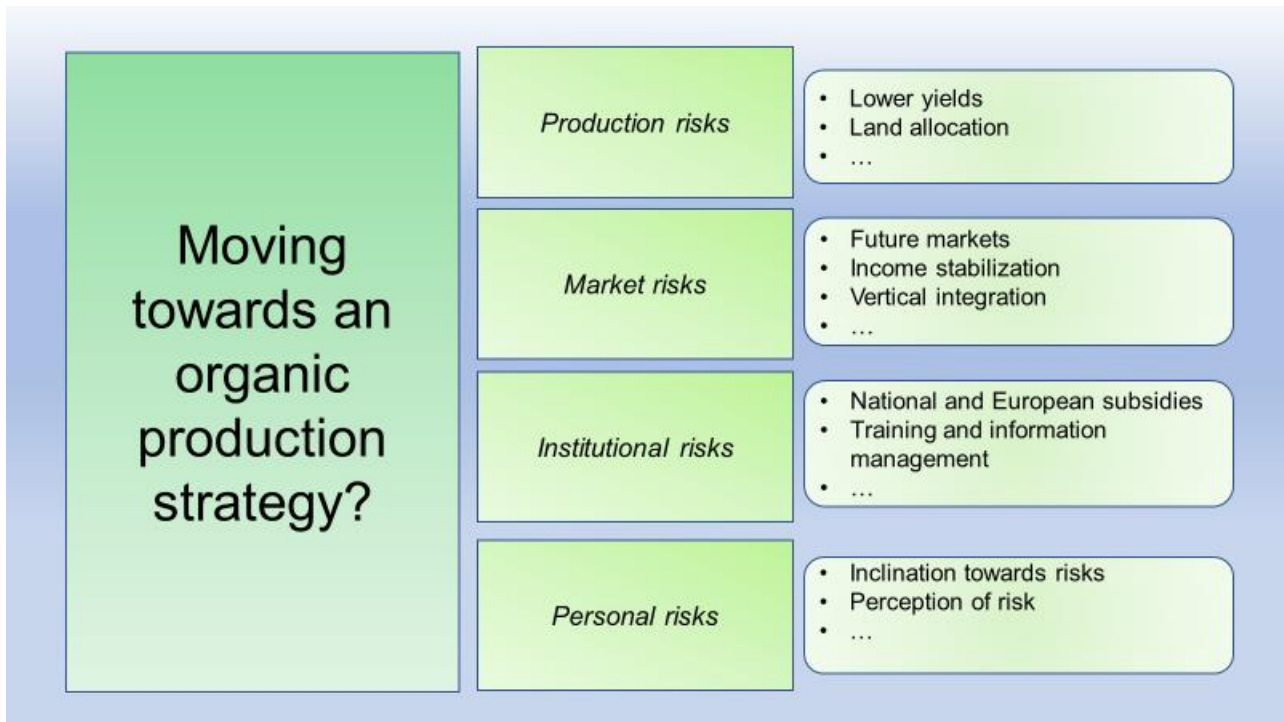 Moving
towards an
organic
production
strategy?
Production risks
• Lower yields
• Land allocation
• …
Market risks
• Future markets
• Income stabilization
• Vertical integration
• …
Institutional risks
• National and European subsidies
• Training and information
management
• …
Personal risks
• Inclination towards risks
• Perception of risk
• …